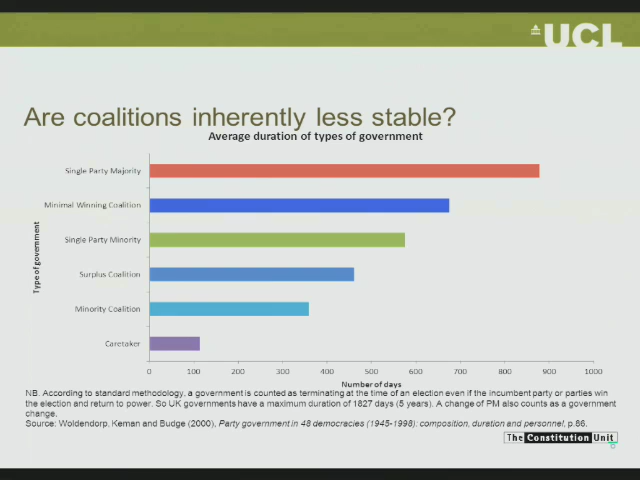 UCL
Are coalitions inherently less stable?
Average duration of types of government
Type of government
Single Party Majority
Minimal Winning Coalition
Single Party Minority
Surplus Coalition
Minority Coalition
Caretaker
0 100 200 300 400 500 600 700 800 900 1000
Number of days
NB. According to standard methodology, a government is counted as terminating at the time of an election even if the incumbent party or parties win
the election and return to power. So UK governments have a maximum duration of 1827 days (5 years). A change of PM also counts as a government
change.
Source: Woldendorp, Keman and Budge (2000), Party government in 48 democracies (1945-1998): composition, duration and personnel, p.86.
The Constitution Unit